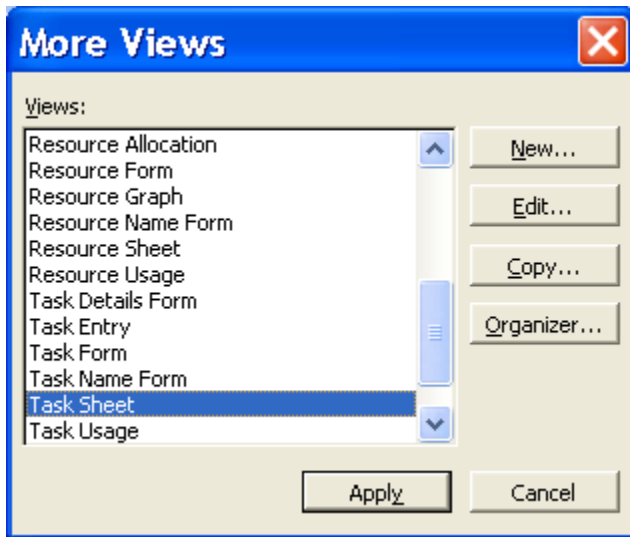 More Views
Views:
Resource Allocation
Resource Form
Resource Graph
Resource Name Form
Resource Sheet
Resource Usage
Task Details Form
Task Entry
Task Form
Task Name Form
Task Sheet
Task Usage
New...
Edit...
Copy...
Organizer...
Apply
Cancel